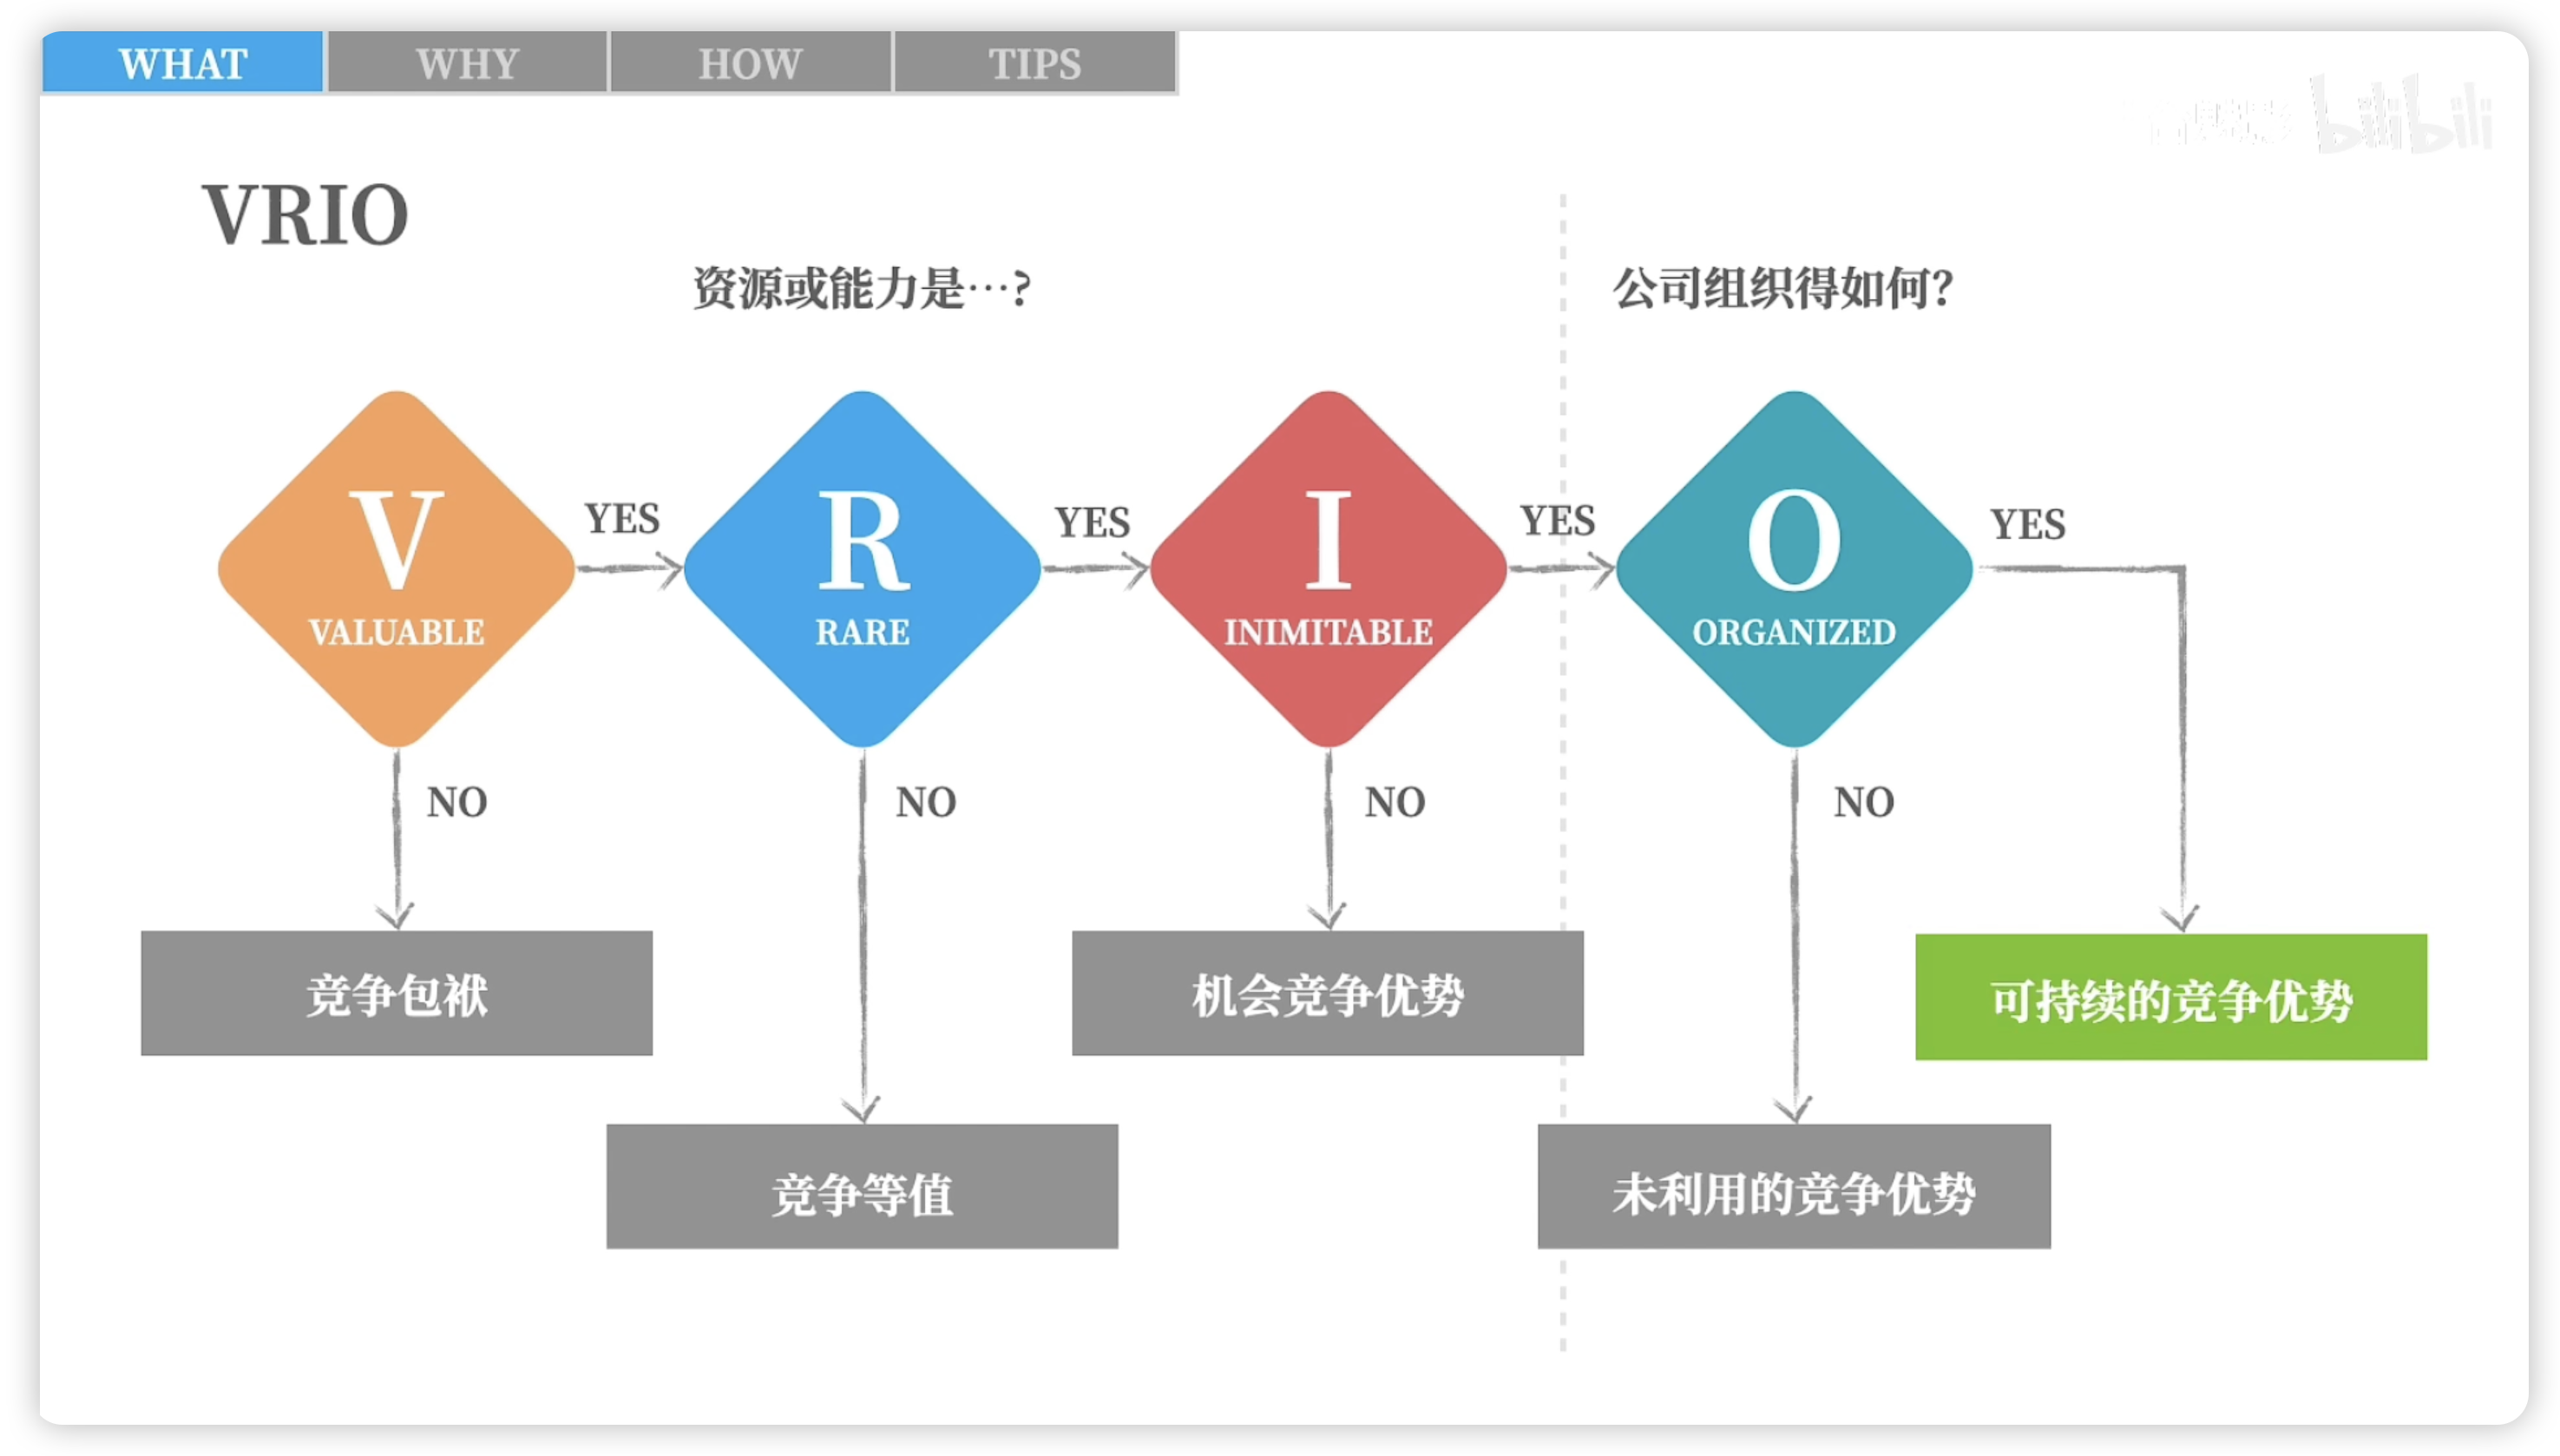 WHAT WHY HOW TIPS
bilibili
VRIO
资源或能力是…?
公司组织得如何?
V
VALUABLE
YES
R
RARE
YES
I
INIMITABLE
YES
O
ORGANIZED
YES
NO
NO
NO
NO
竞争包袱
机会竞争优势
可持续的竞争优势
竞争等值
未利用的竞争优势